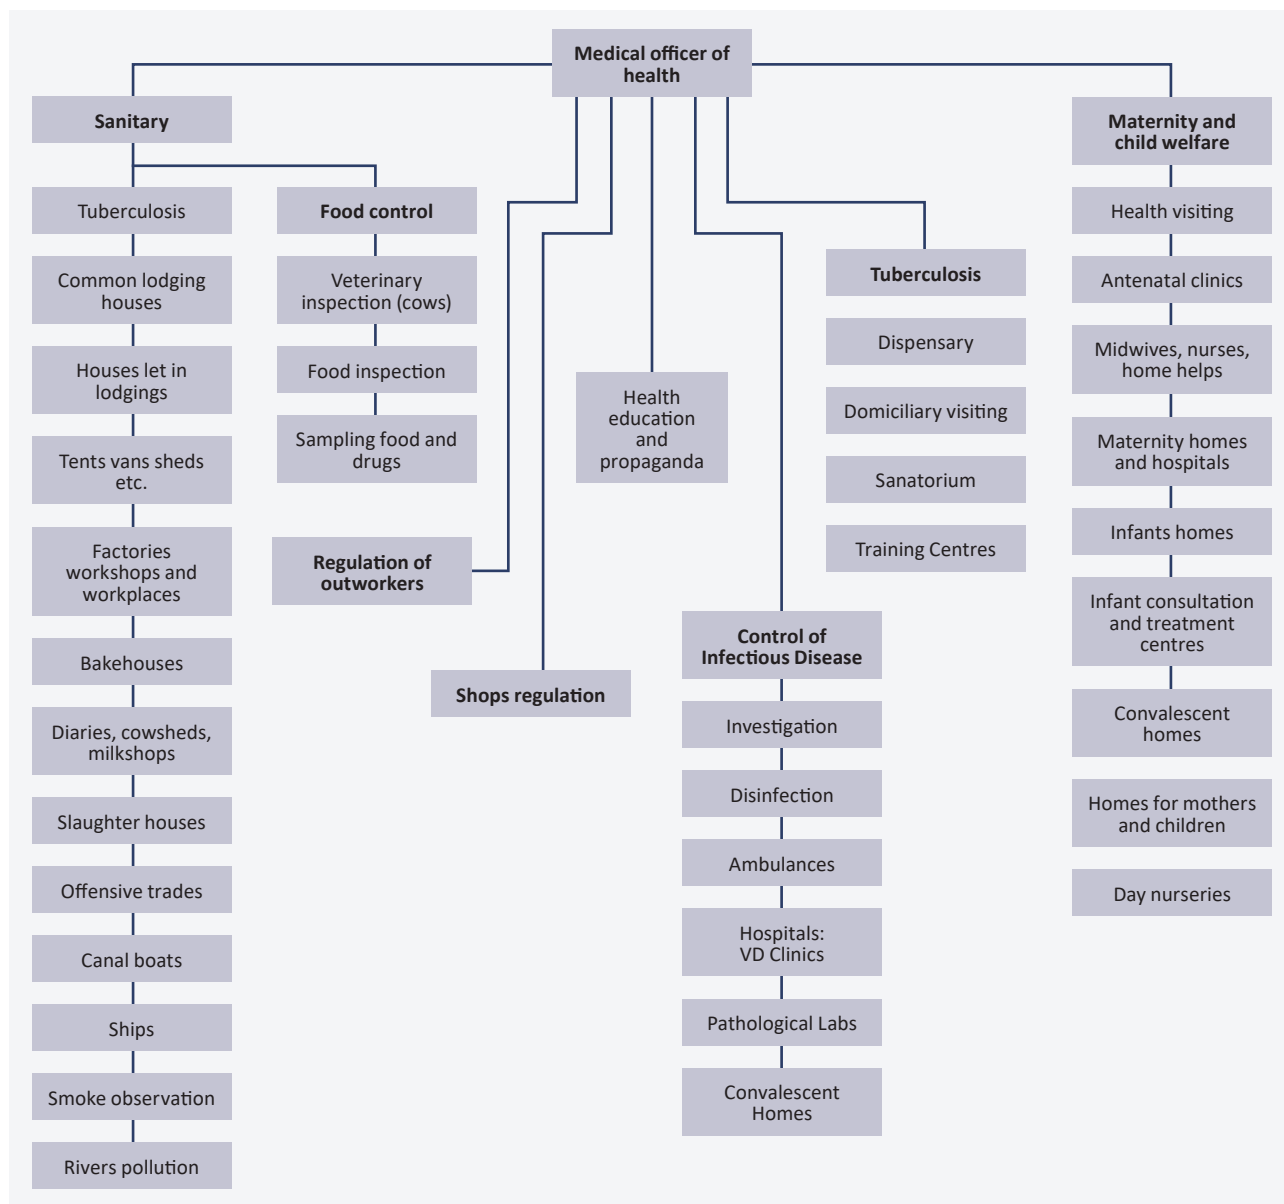 Medical officer of
health
Sanitary
Tuberculosis
Common lodging
houses
Houses let in
lodgings
Tents vans sheds
etc.
Factories
workshops and
workplaces
Bakehouses
Diaries, cowsheds,
milkshops
Slaughter houses
Offensive trades
Canal boats
Ships
Smoke observation
Rivers pollution
Food control
Veterinary
inspection (cows)
Food inspection
Sampling food and
drugs
Regulation of
outworkers
Shops regulation
Health
education
and
propaganda
Control of
Infectious Disease
Investigation
Disinfection
Ambulances
Hospitals:
VD Clinics
Pathological Labs
Convalescent
Homes
Tuberculosis
Dispensary
Domiciliary visiting
Sanatorium
Training Centres
Maternity and
child welfare
Health visiting
Antenatal clinics
Midwives, nurses,
home helps
Maternity homes
and hospitals
Infants homes
Infant consultation
and treatment
centres
Convalescent
homes
Homes for mothers
and children
Day nurseries